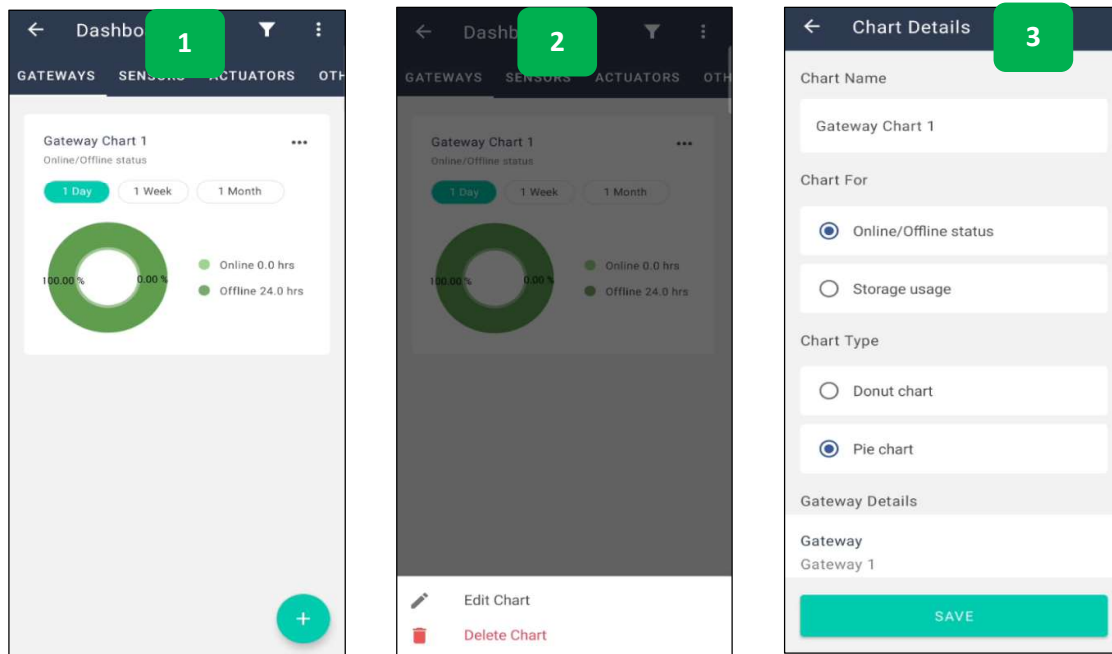 1
Dashbo
GATEWAYS SENSORS ACTUATORS OTH
Gateway Chart 1
Online/Offline status
1 Day 1 Week 1 Month
100.00 % 0.00 %
Online 0.0 hrs
Offline 24.0 hrs
+
2
Dashb
GATEWAYS SENSORS ACTUATORS OTH
Gateway Chart 1
Online/Offline status
1 Day 1 Week 1 Month
100.00 % 0.00 %
Online 0.0 hrs
Offline 24.0 hrs
Edit Chart
Delete Chart
3
Chart Details
Chart Name
Gateway Chart 1
Chart For
Online/Offline status
Storage usage
Chart Type
Donut chart
Pie chart
Gateway Details
Gateway
Gateway 1
SAVE